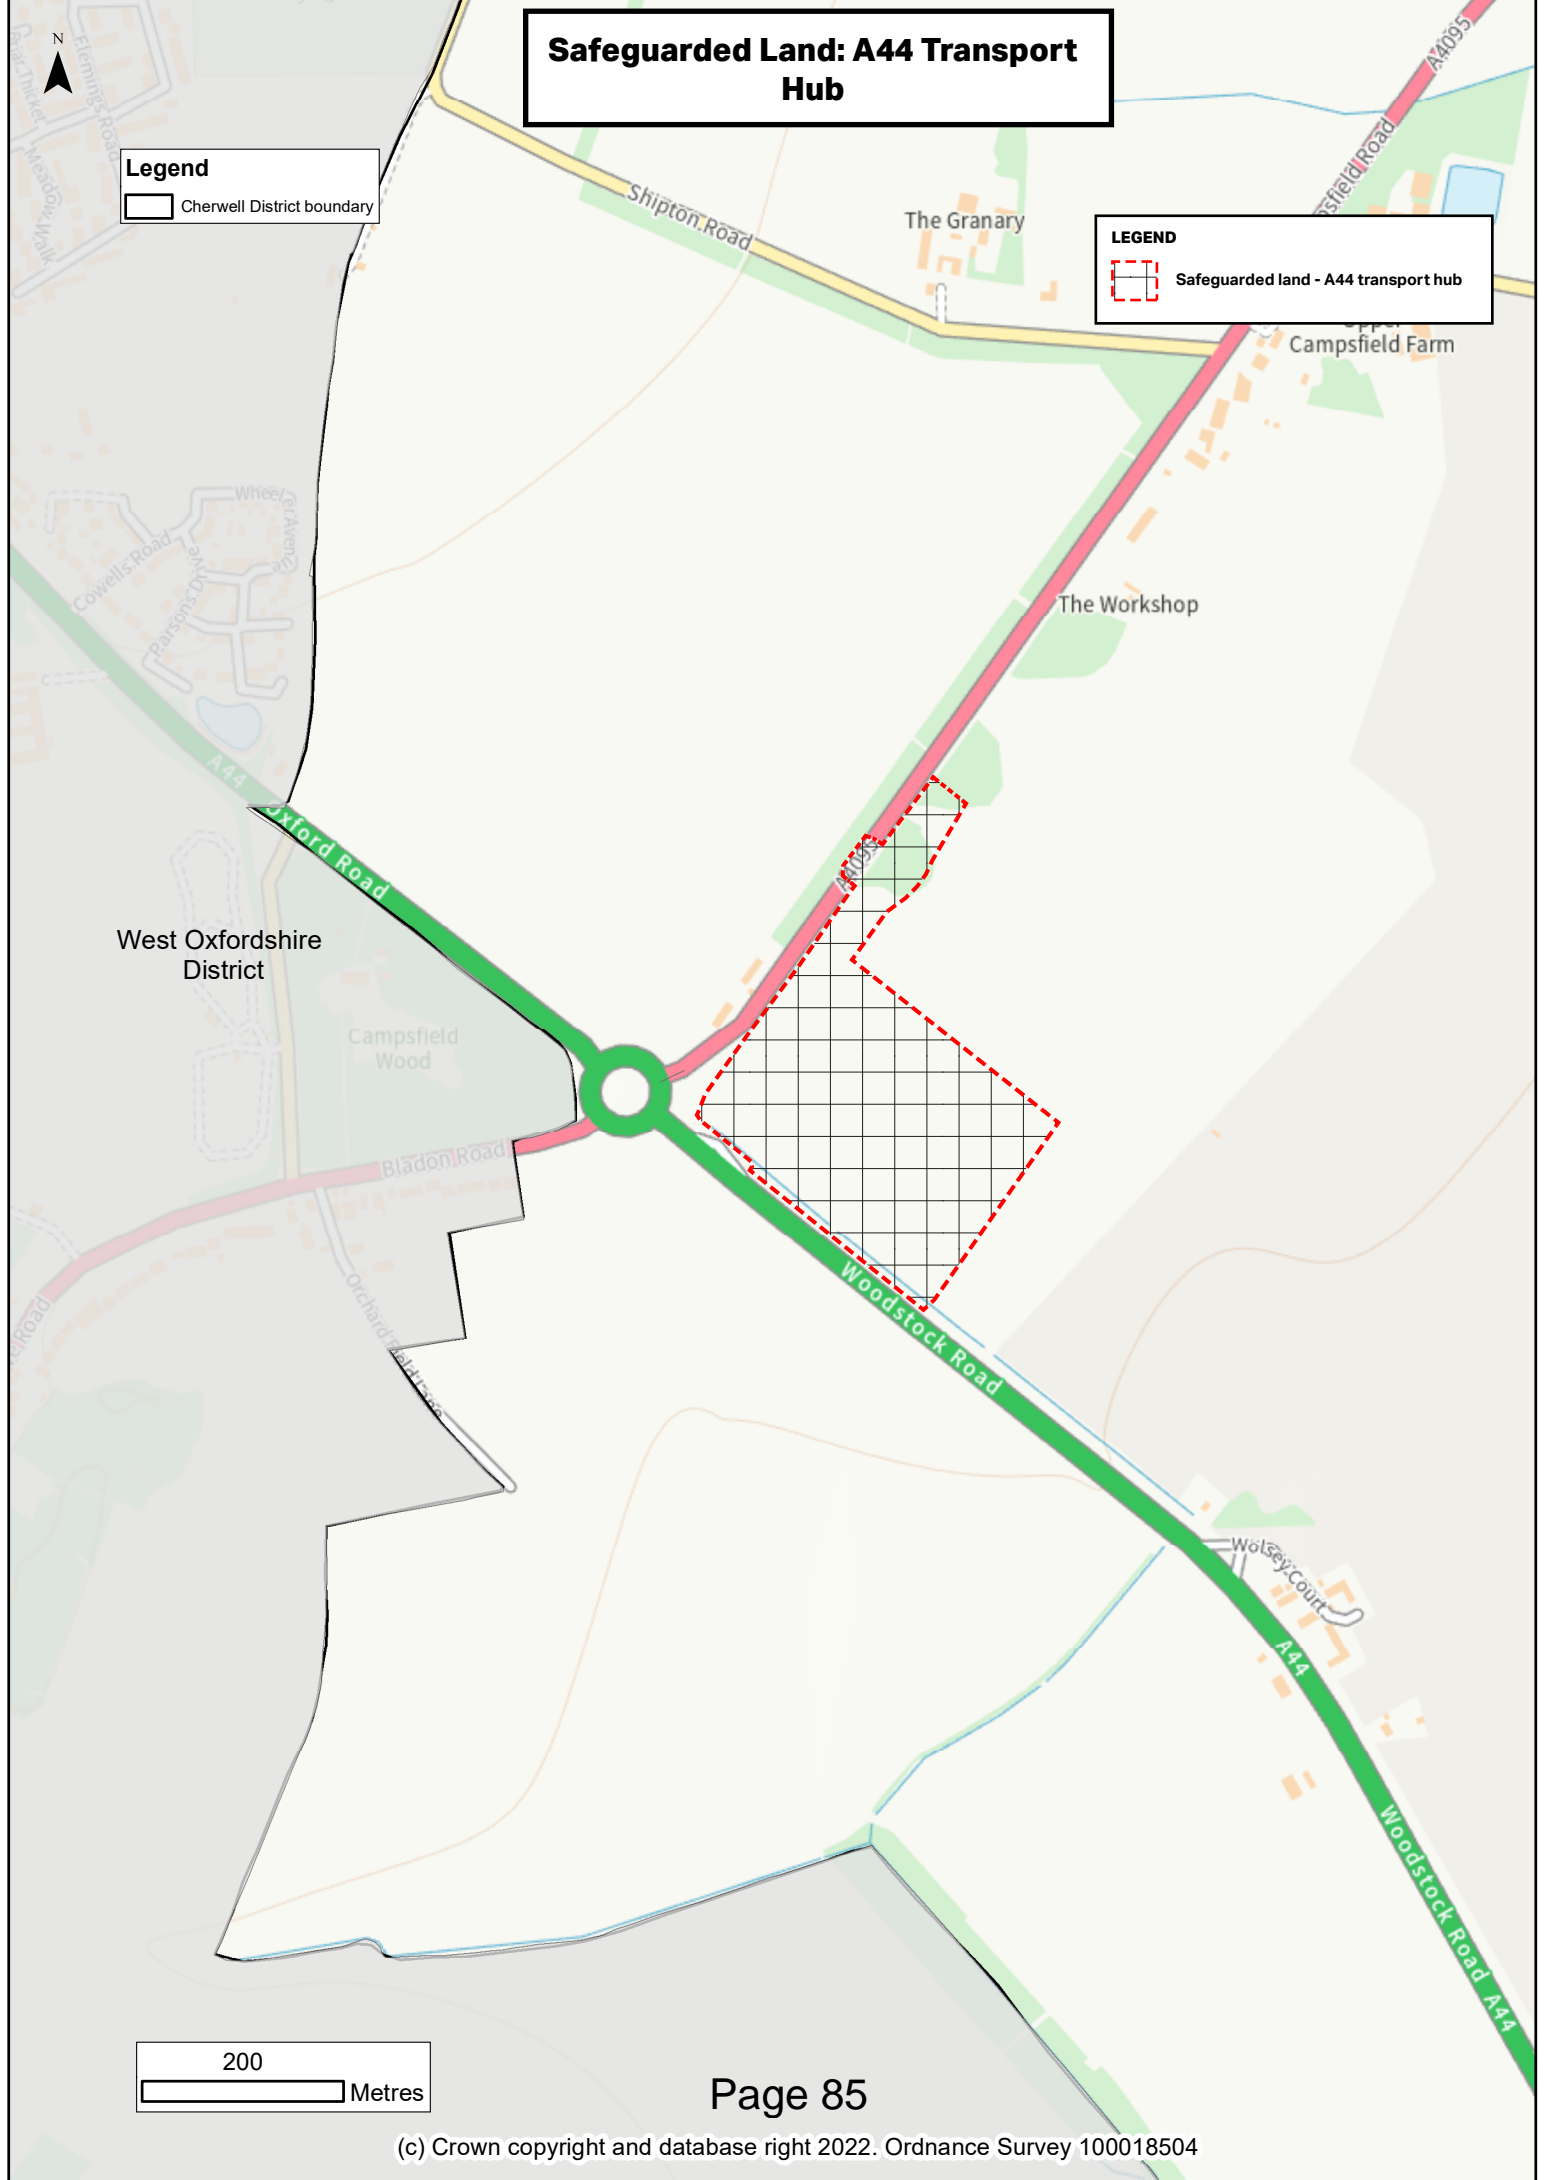 Safeguarded Land: A44 Transport
Hub
N
Legend
Cherwell District boundary
LEGEND
Safeguarded land - A44 transport hub
A4095
Flemings Road
Meadow Walk
Shipton Road
The Granary
Campsfield Farm
Wheeler Avenue
Cowells Road
The Workshop
A44
Oxford Road
A4095
West Oxfordshire
District
Campsfield
Wood
Bladon Road
Woodstock Road
Wolsey Court
A44
Woodstock Road
A44
200
Metres
Page 85
(c) Crown copyright and database right 2022. Ordnance Survey 100018504